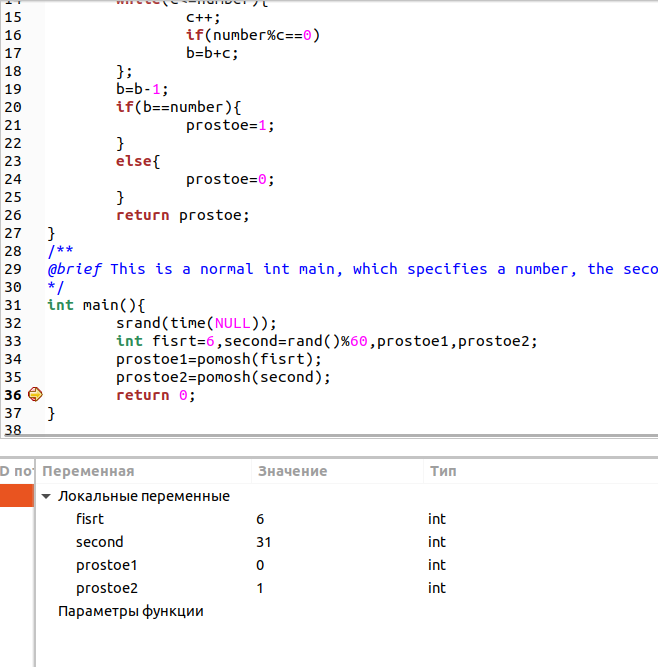 15 c++;
16 if(number%c==0)
17 b=b+c;
18 };
19 b=b-1;
20 if(b==number){
21 prostoe=1;
22 }
23 else{
24 prostoe=0;
25 }
26 return prostoe;
27 }
28 /**
29 @brief This is a normal int main, which specifies a number, the seco
30 */
31 int main(){
32 srand(time(NULL));
33 int fisrt=6,second=rand()%60,prostoe1,prostoe2;
34 prostoe1=pomosh(fisrt);
35 prostoe2=pomosh(second);
36 return 0;
37 }
38
D по Переменная Значение Тип
Локальные переменные
fisrt 6 int
second 31 int
prostoe1 0 int
prostoe2 1 int
Параметры функции